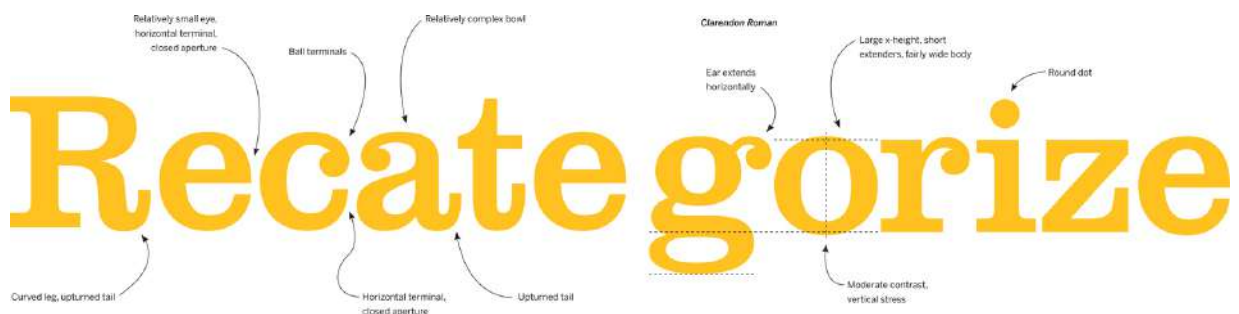 Relatively small eye,
horizontal terminal,
closed aperture
Ball terminals
Relatively complex bowl
Clarendon Roman
Large x-height, short
extenders, fairly wide body
Ear extends
horizontally
Round dot
Recategorize
Curved leg, upturned tail
Horizontal terminal,
closed aperture
Upturned tail
Moderate contrast,
vertical stress